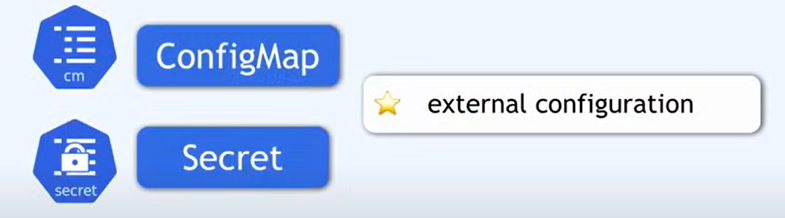 cm
ConfigMap
external configuration
secret
Secret